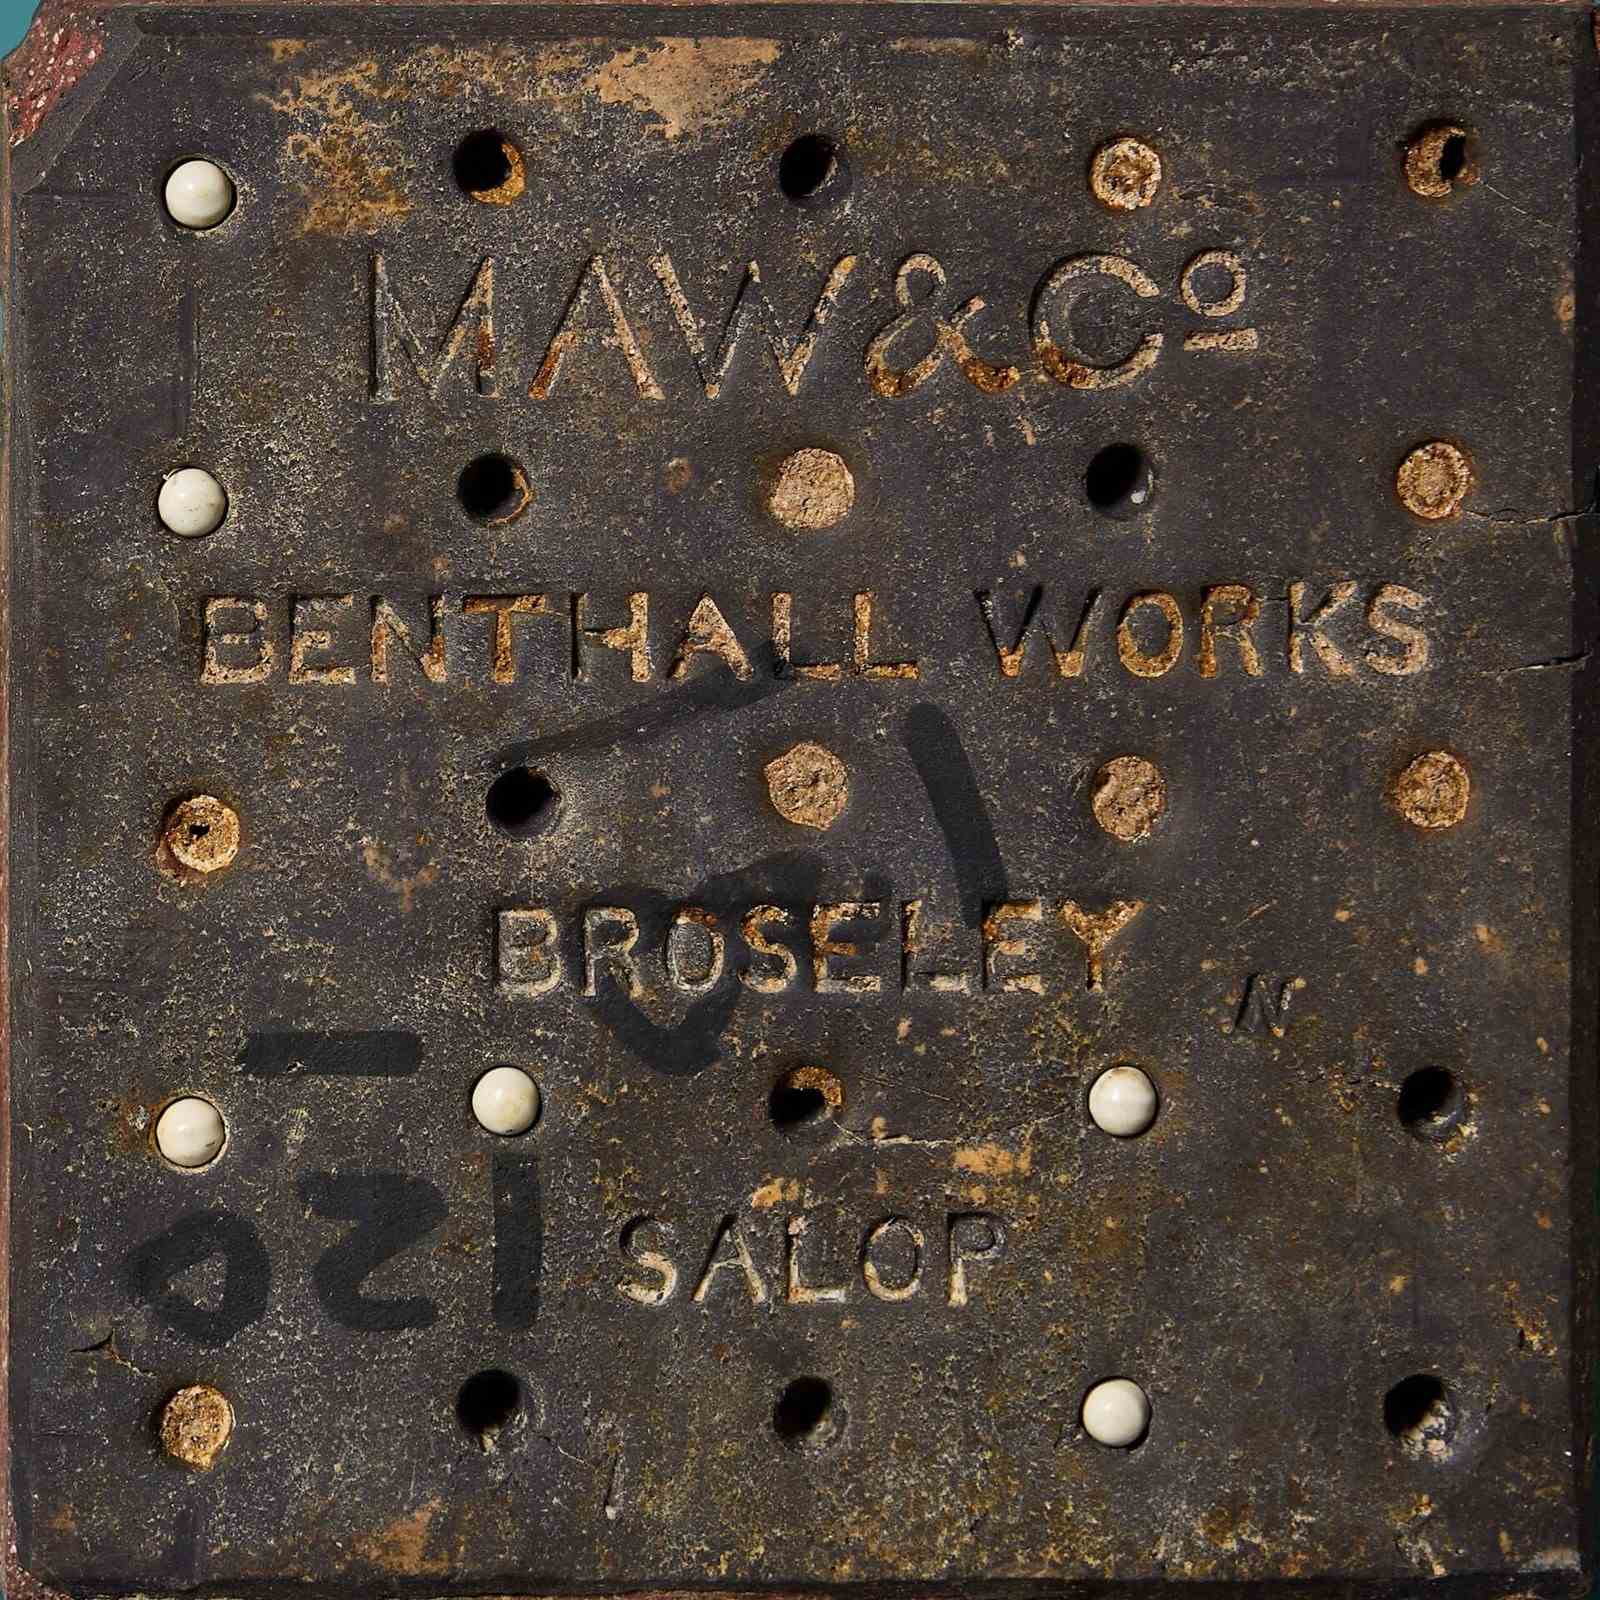 MAW & Cº
BENTHALL WORKS
BROSELEY
N
SALOP